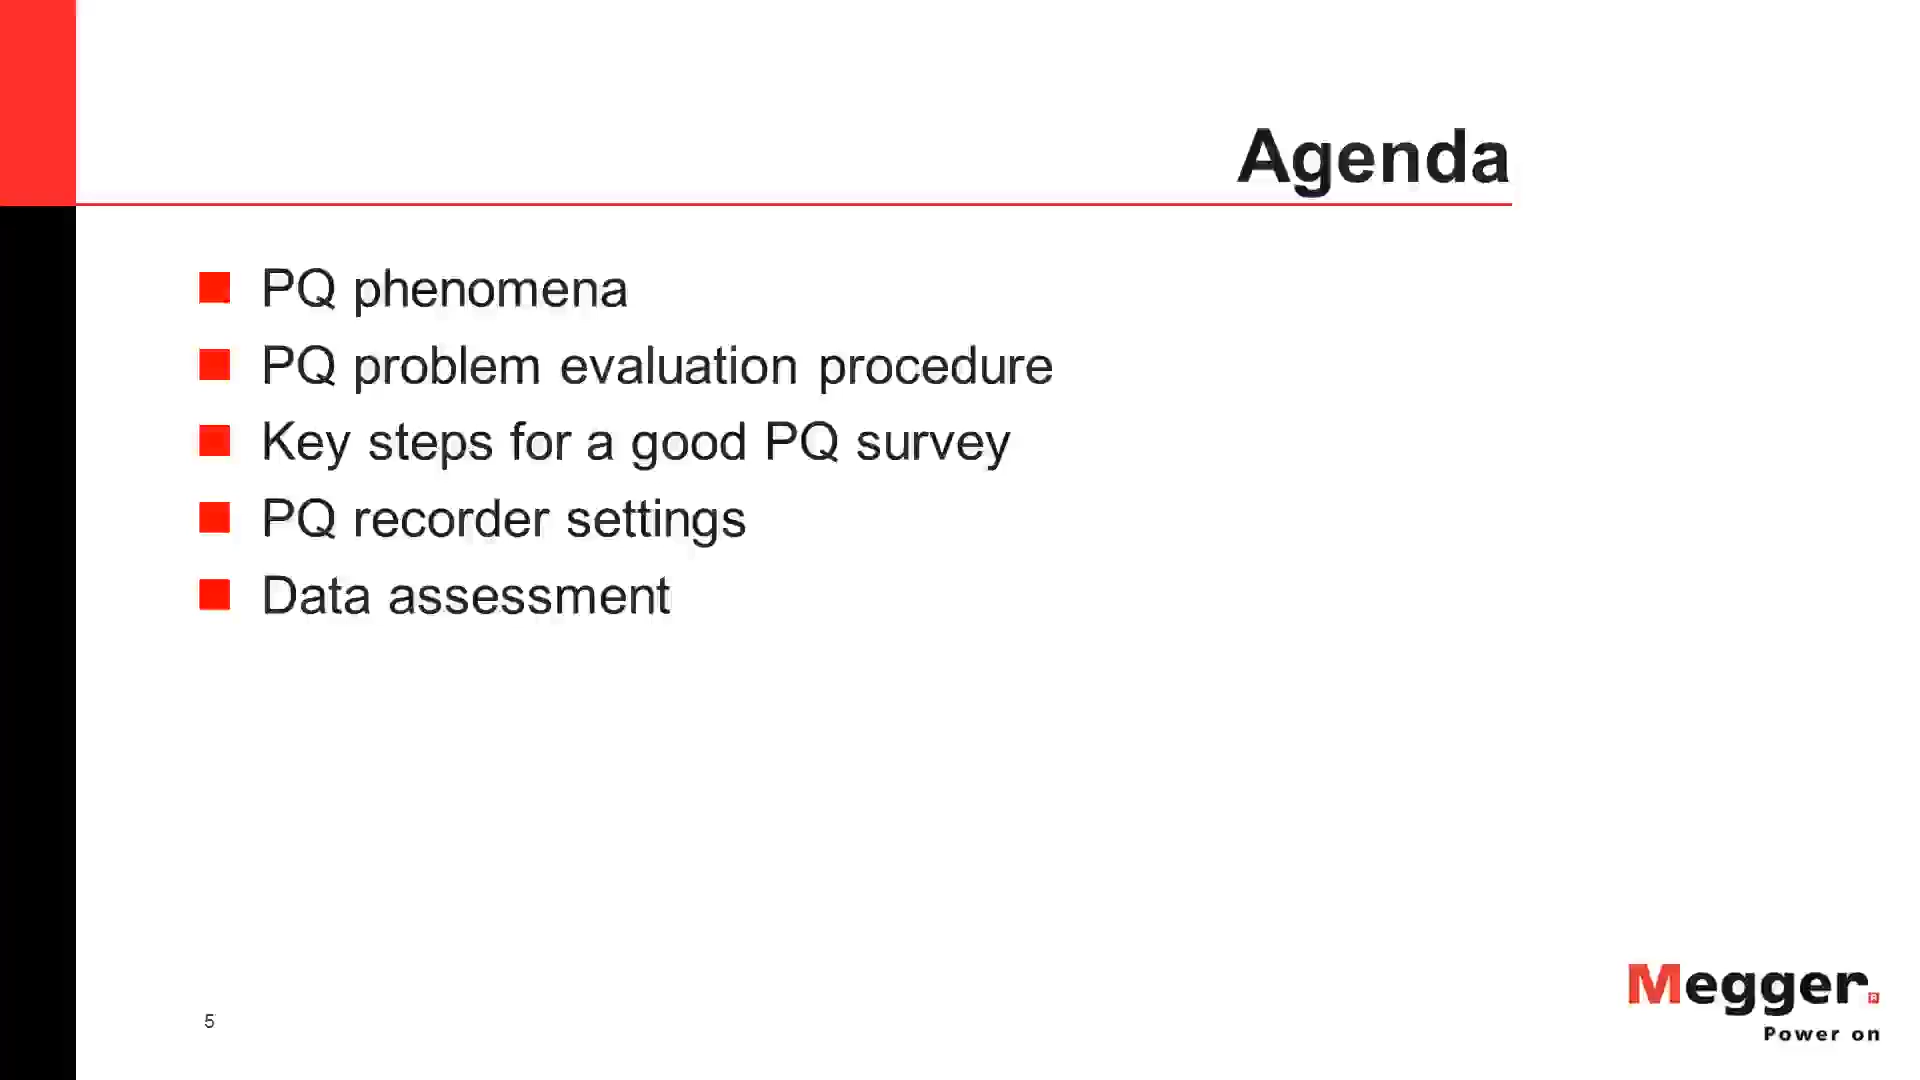 Agenda
PQ phenomena
PQ problem evaluation procedure
Key steps for a good PQ survey
PQ recorder settings
Data assessment
5
Megger®
Power on